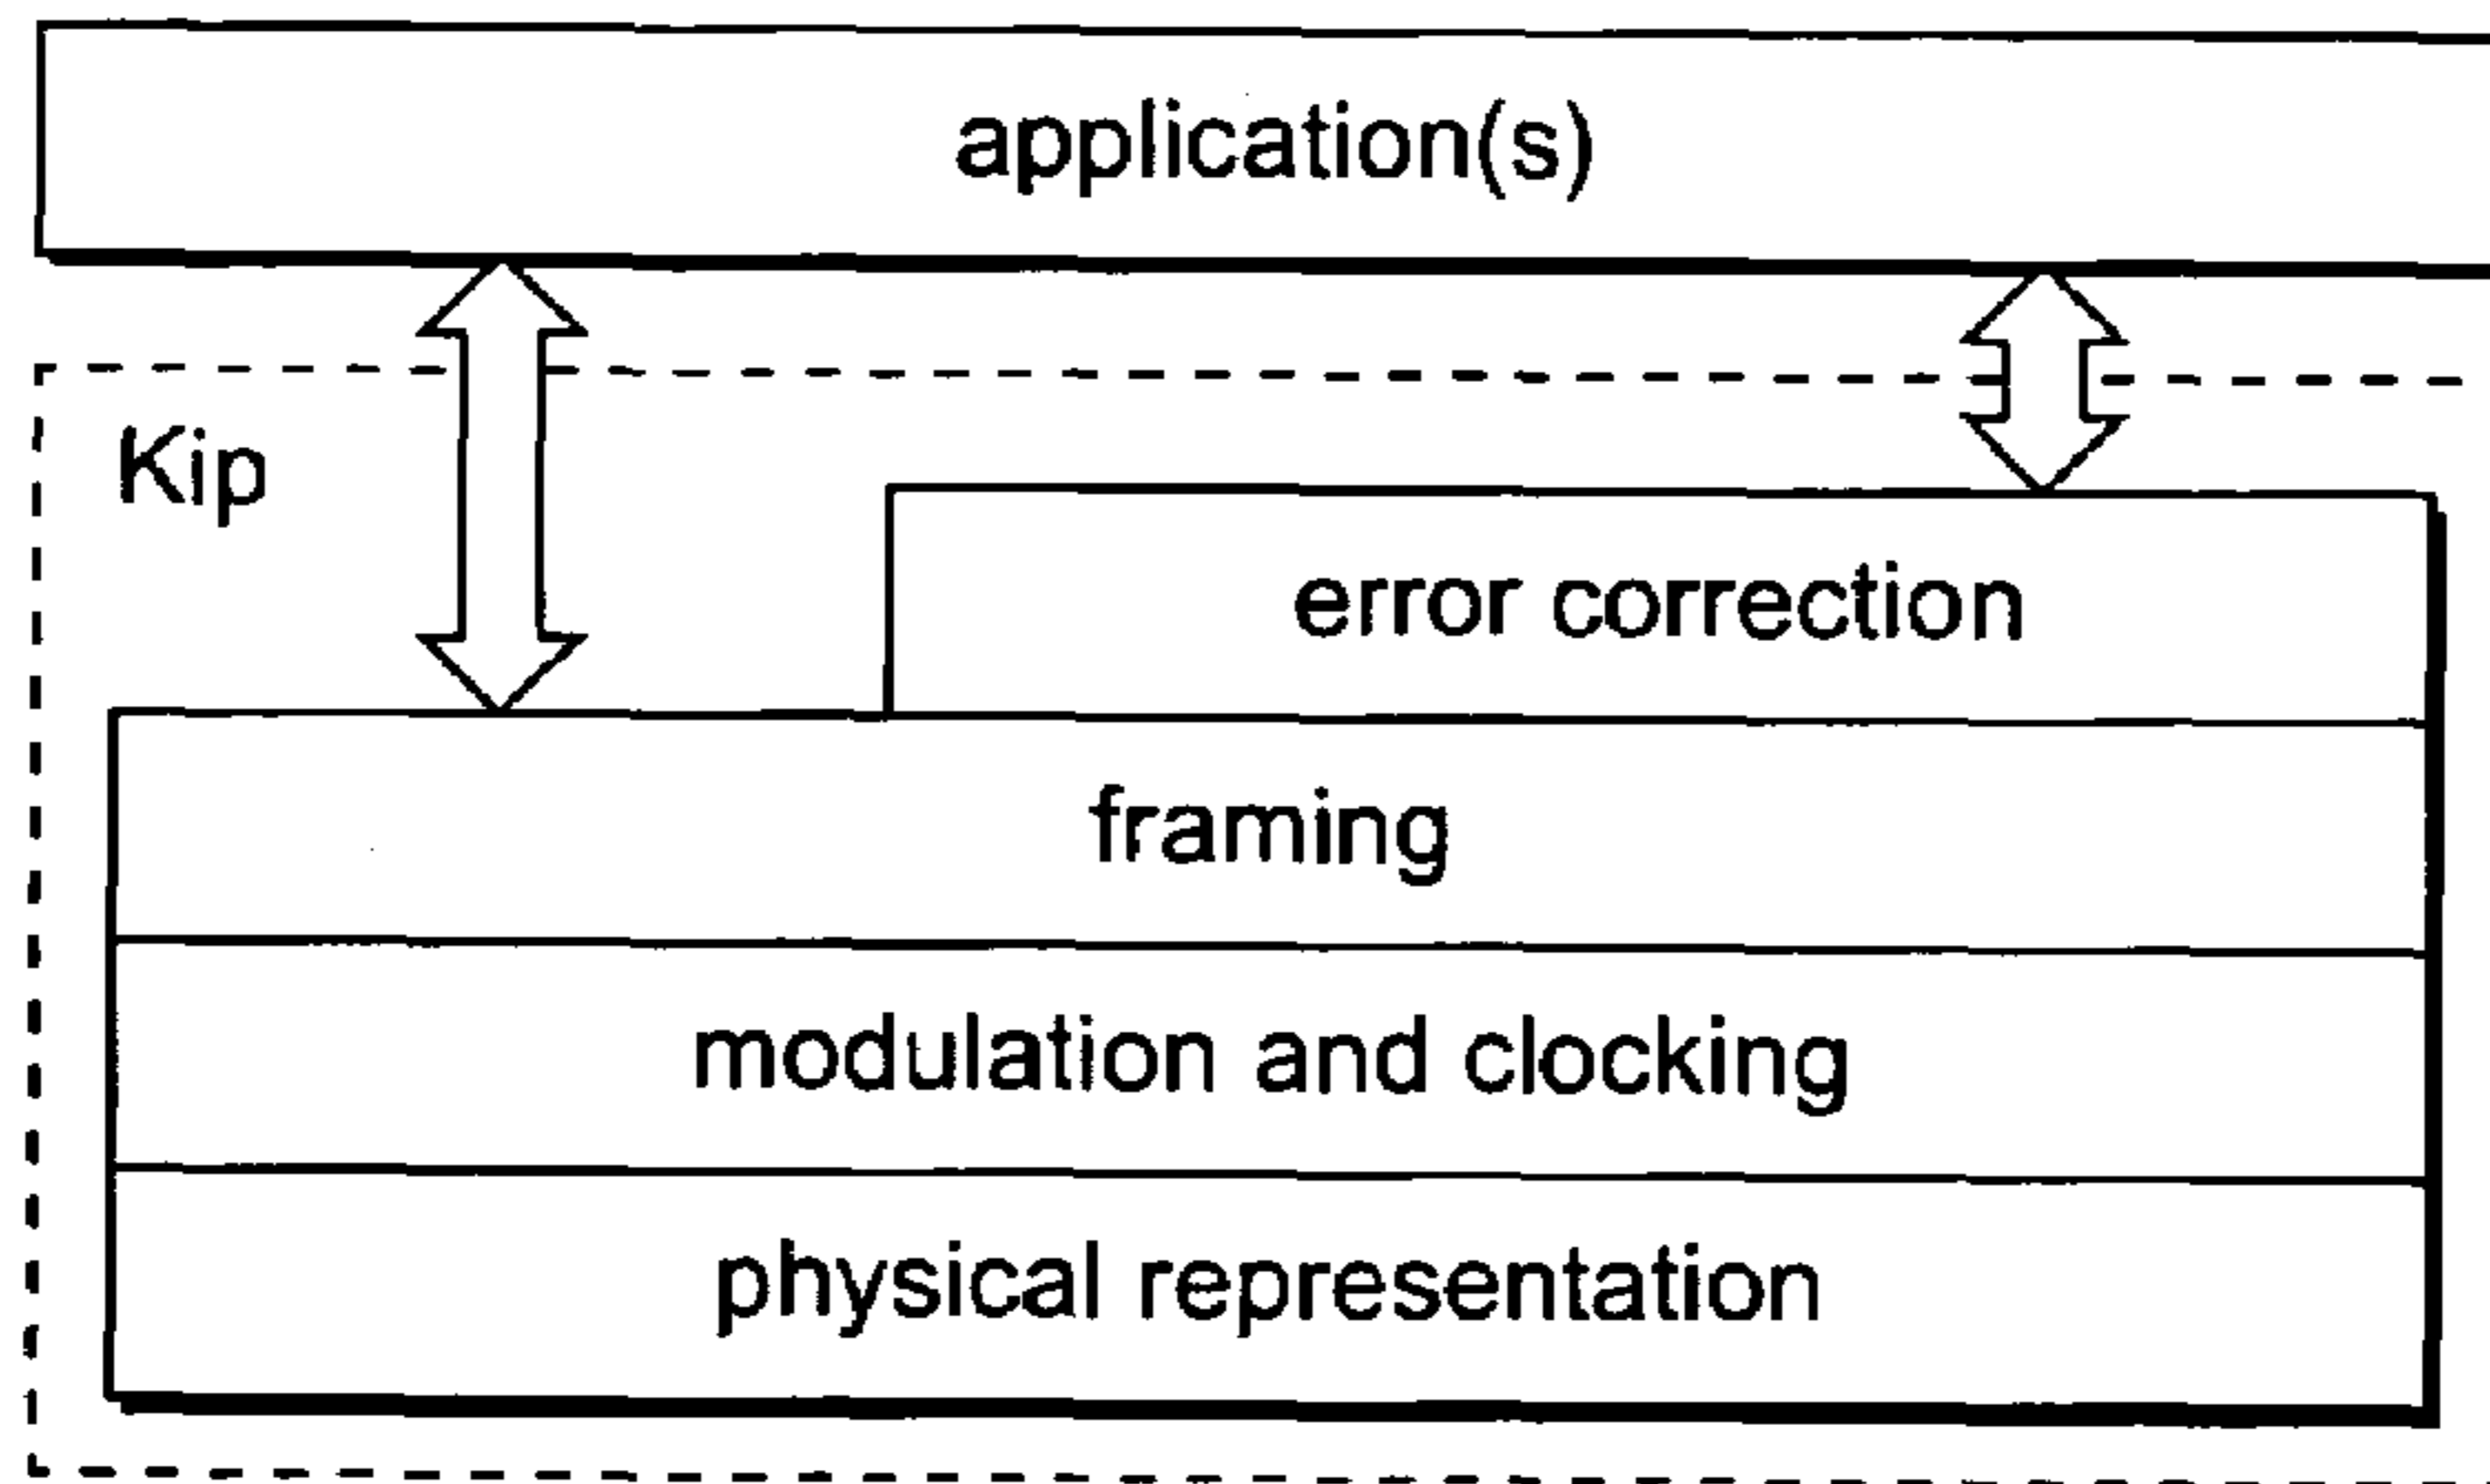 application(s)
Kip
error correction
framing
modulation and clocking
physical representation